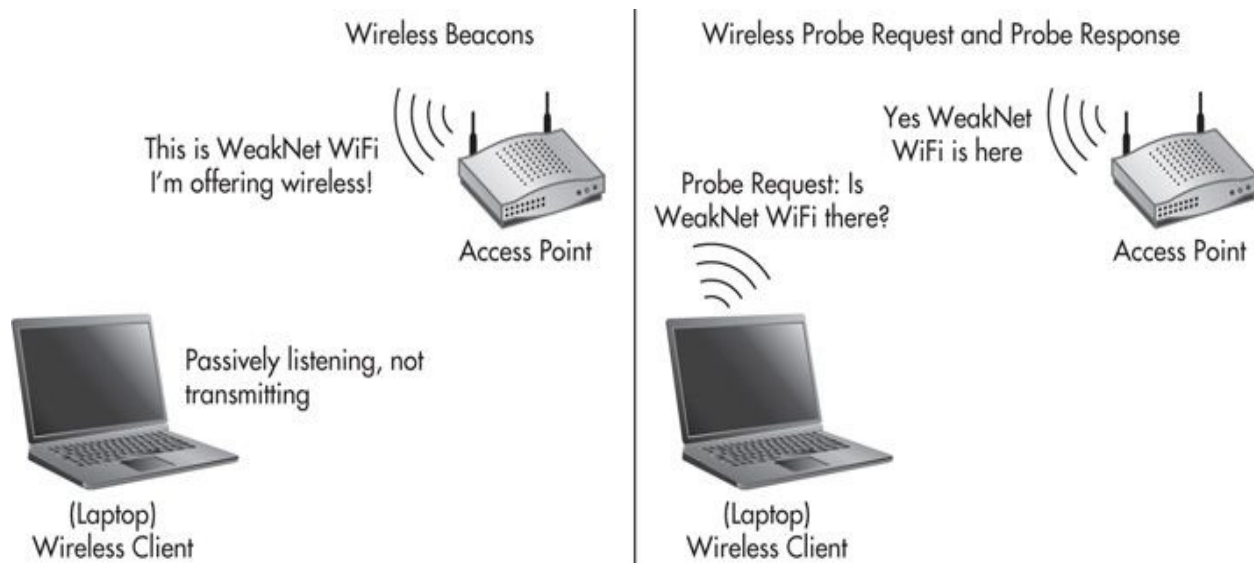 Wireless Beacons
This is WeakNet WiFi
I'm offering wireless!
Access Point
Passively listening, not
transmitting
(Laptop)
Wireless Client
Wireless Probe Request and Probe Response
Yes WeakNet
WiFi is here
Probe Request: Is
WeakNet WiFi there?
Access Point
(Laptop)
Wireless Client